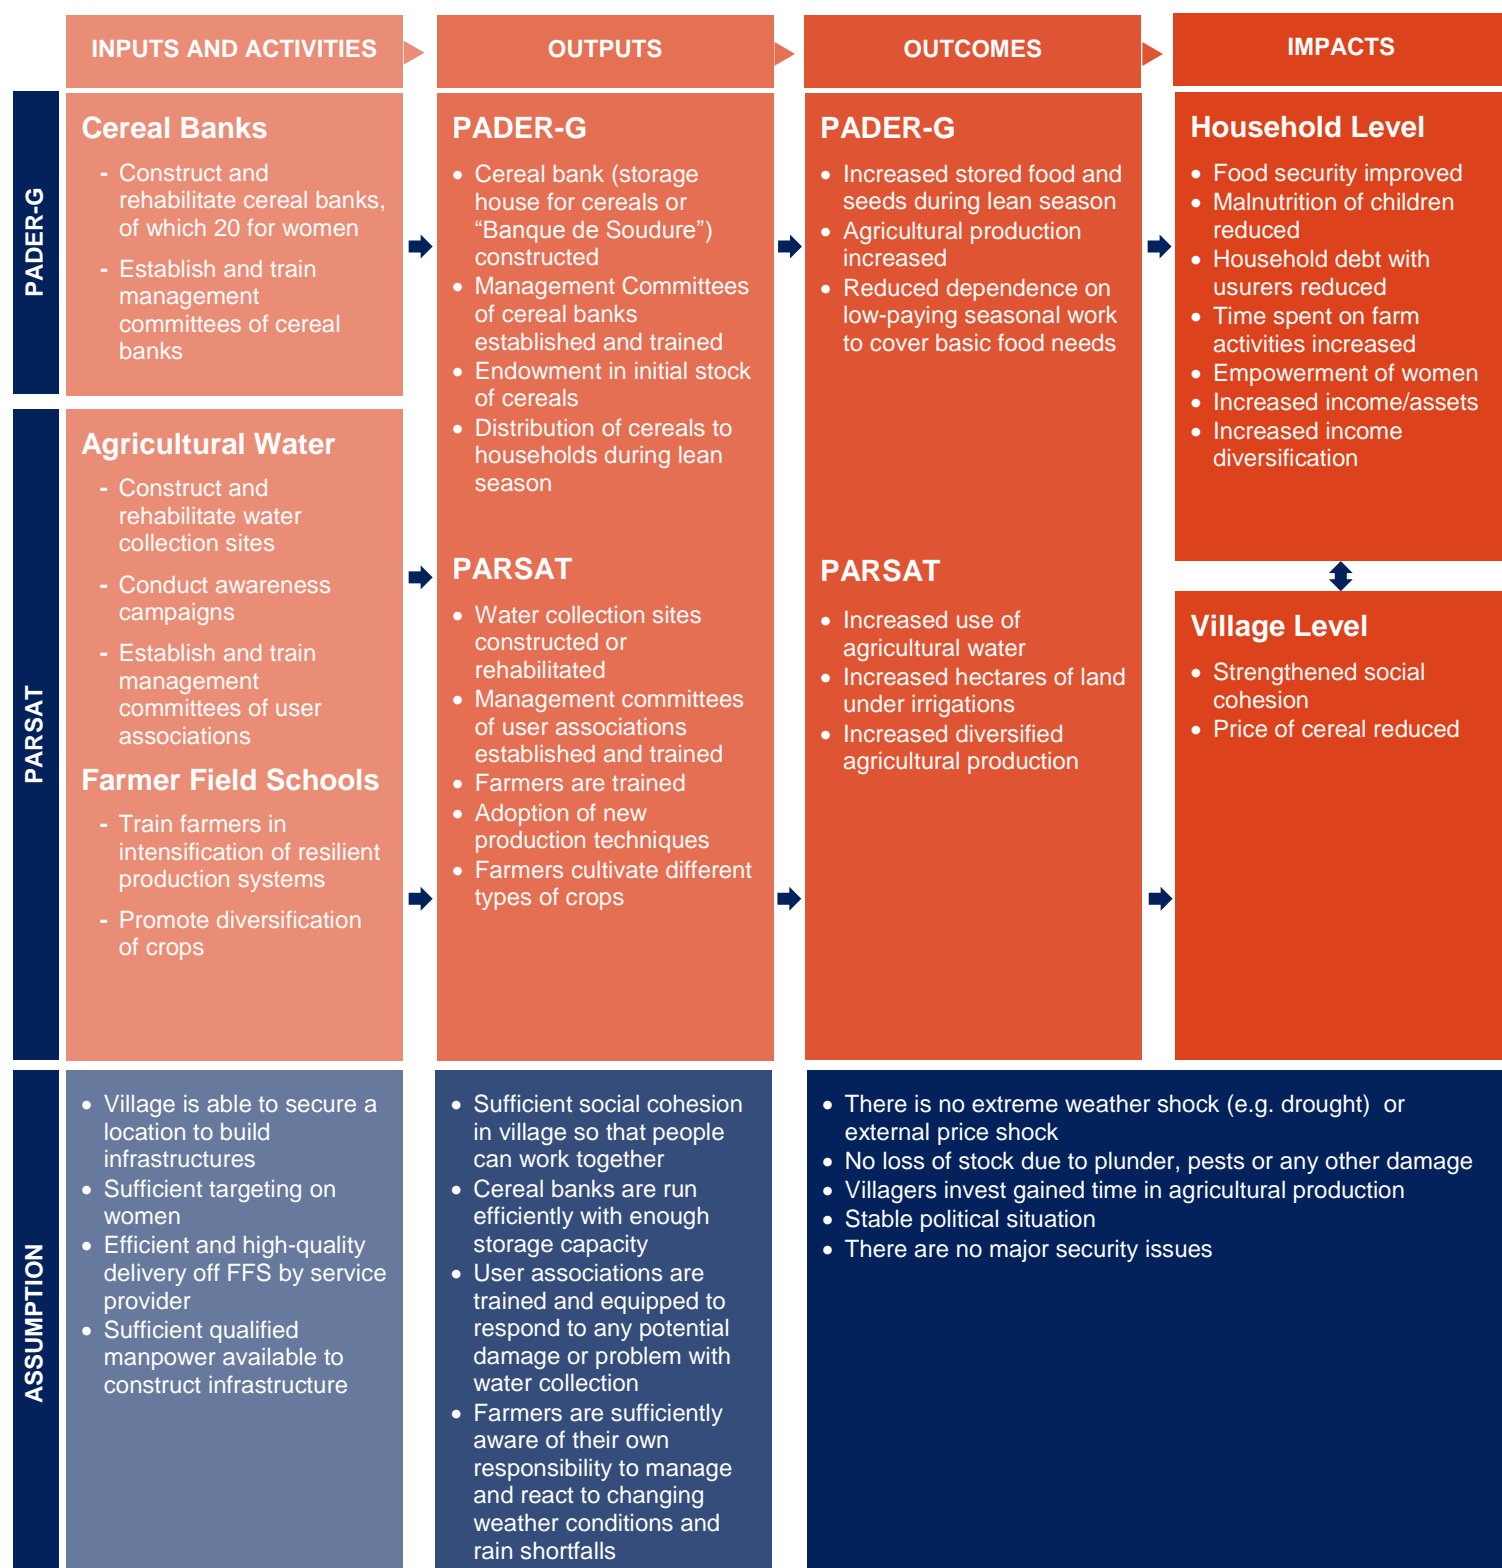 INPUTS AND ACTIVITIES
OUTPUTS
OUTCOMES
IMPACTS
PADER-G
Cereal Banks
- Construct and
rehabilitate cereal banks,
of which 20 for women
- Establish and train
management
committees of cereal
banks
PARSAT
Agricultural Water
- Construct and
rehabilitate water
collection sites
- Conduct awareness
campaigns
- Establish and train
management
committees of user
associations
Farmer Field Schools
- Train farmers in
intensification of resilient
production systems
- Promote diversification
of crops
PADER-G
• Cereal bank (storage
house for cereals or
“Banque de Soudure”)
constructed
• Management Committees
of cereal banks
established and trained
• Endowment in initial stock
of cereals
• Distribution of cereals to
households during lean
season
PARSAT
• Water collection sites
constructed or
rehabilitated
• Management committees
of user associations
established and trained
• Farmers are trained
• Adoption of new
production techniques
• Farmers cultivate different
types of crops
PADER-G
• Increased stored food and
seeds during lean season
• Agricultural production
increased
• Reduced dependence on
low-paying seasonal work
to cover basic food needs
PARSAT
• Increased use of
agricultural water
• Increased hectares of land
under irrigations
• Increased diversified
agricultural production
Household Level
• Food security improved
• Malnutrition of children
reduced
• Household debt with
usurers reduced
• Time spent on farm
activities increased
• Empowerment of women
• Increased income/assets
• Increased income
diversification
Village Level
• Strengthened social
cohesion
• Price of cereal reduced
ASSUMPTION
• Village is able to secure a
location to build
infrastructures
• Sufficient targeting on
women
• Efficient and high-quality
delivery off FFS by service
provider
• Sufficient qualified
manpower available to
construct infrastructure
• Sufficient social cohesion
in village so that people
can work together
• Cereal banks are run
efficiently with enough
storage capacity
• User associations are
trained and equipped to
respond to any potential
damage or problem with
water collection
• Farmers are sufficiently
aware of their own
responsibility to manage
and react to changing
weather conditions and
rain shortfalls
• There is no extreme weather shock (e.g. drought) or
external price shock
• No loss of stock due to plunder, pests or any other damage
• Villagers invest gained time in agricultural production
• Stable political situation
• There are no major security issues